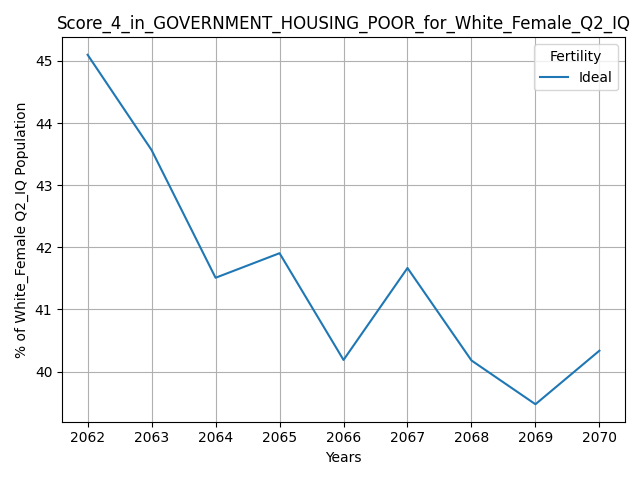 Score_4_in_GOVERNMENT_HOUSING_POOR_for_White_Female_Q2_IQ
Fertility
Ideal
% of White_Female Q2_IQ Population
45
44
43
42
41
40
2062 2063 2064 2065 2066 2067 2068 2069 2070
Years